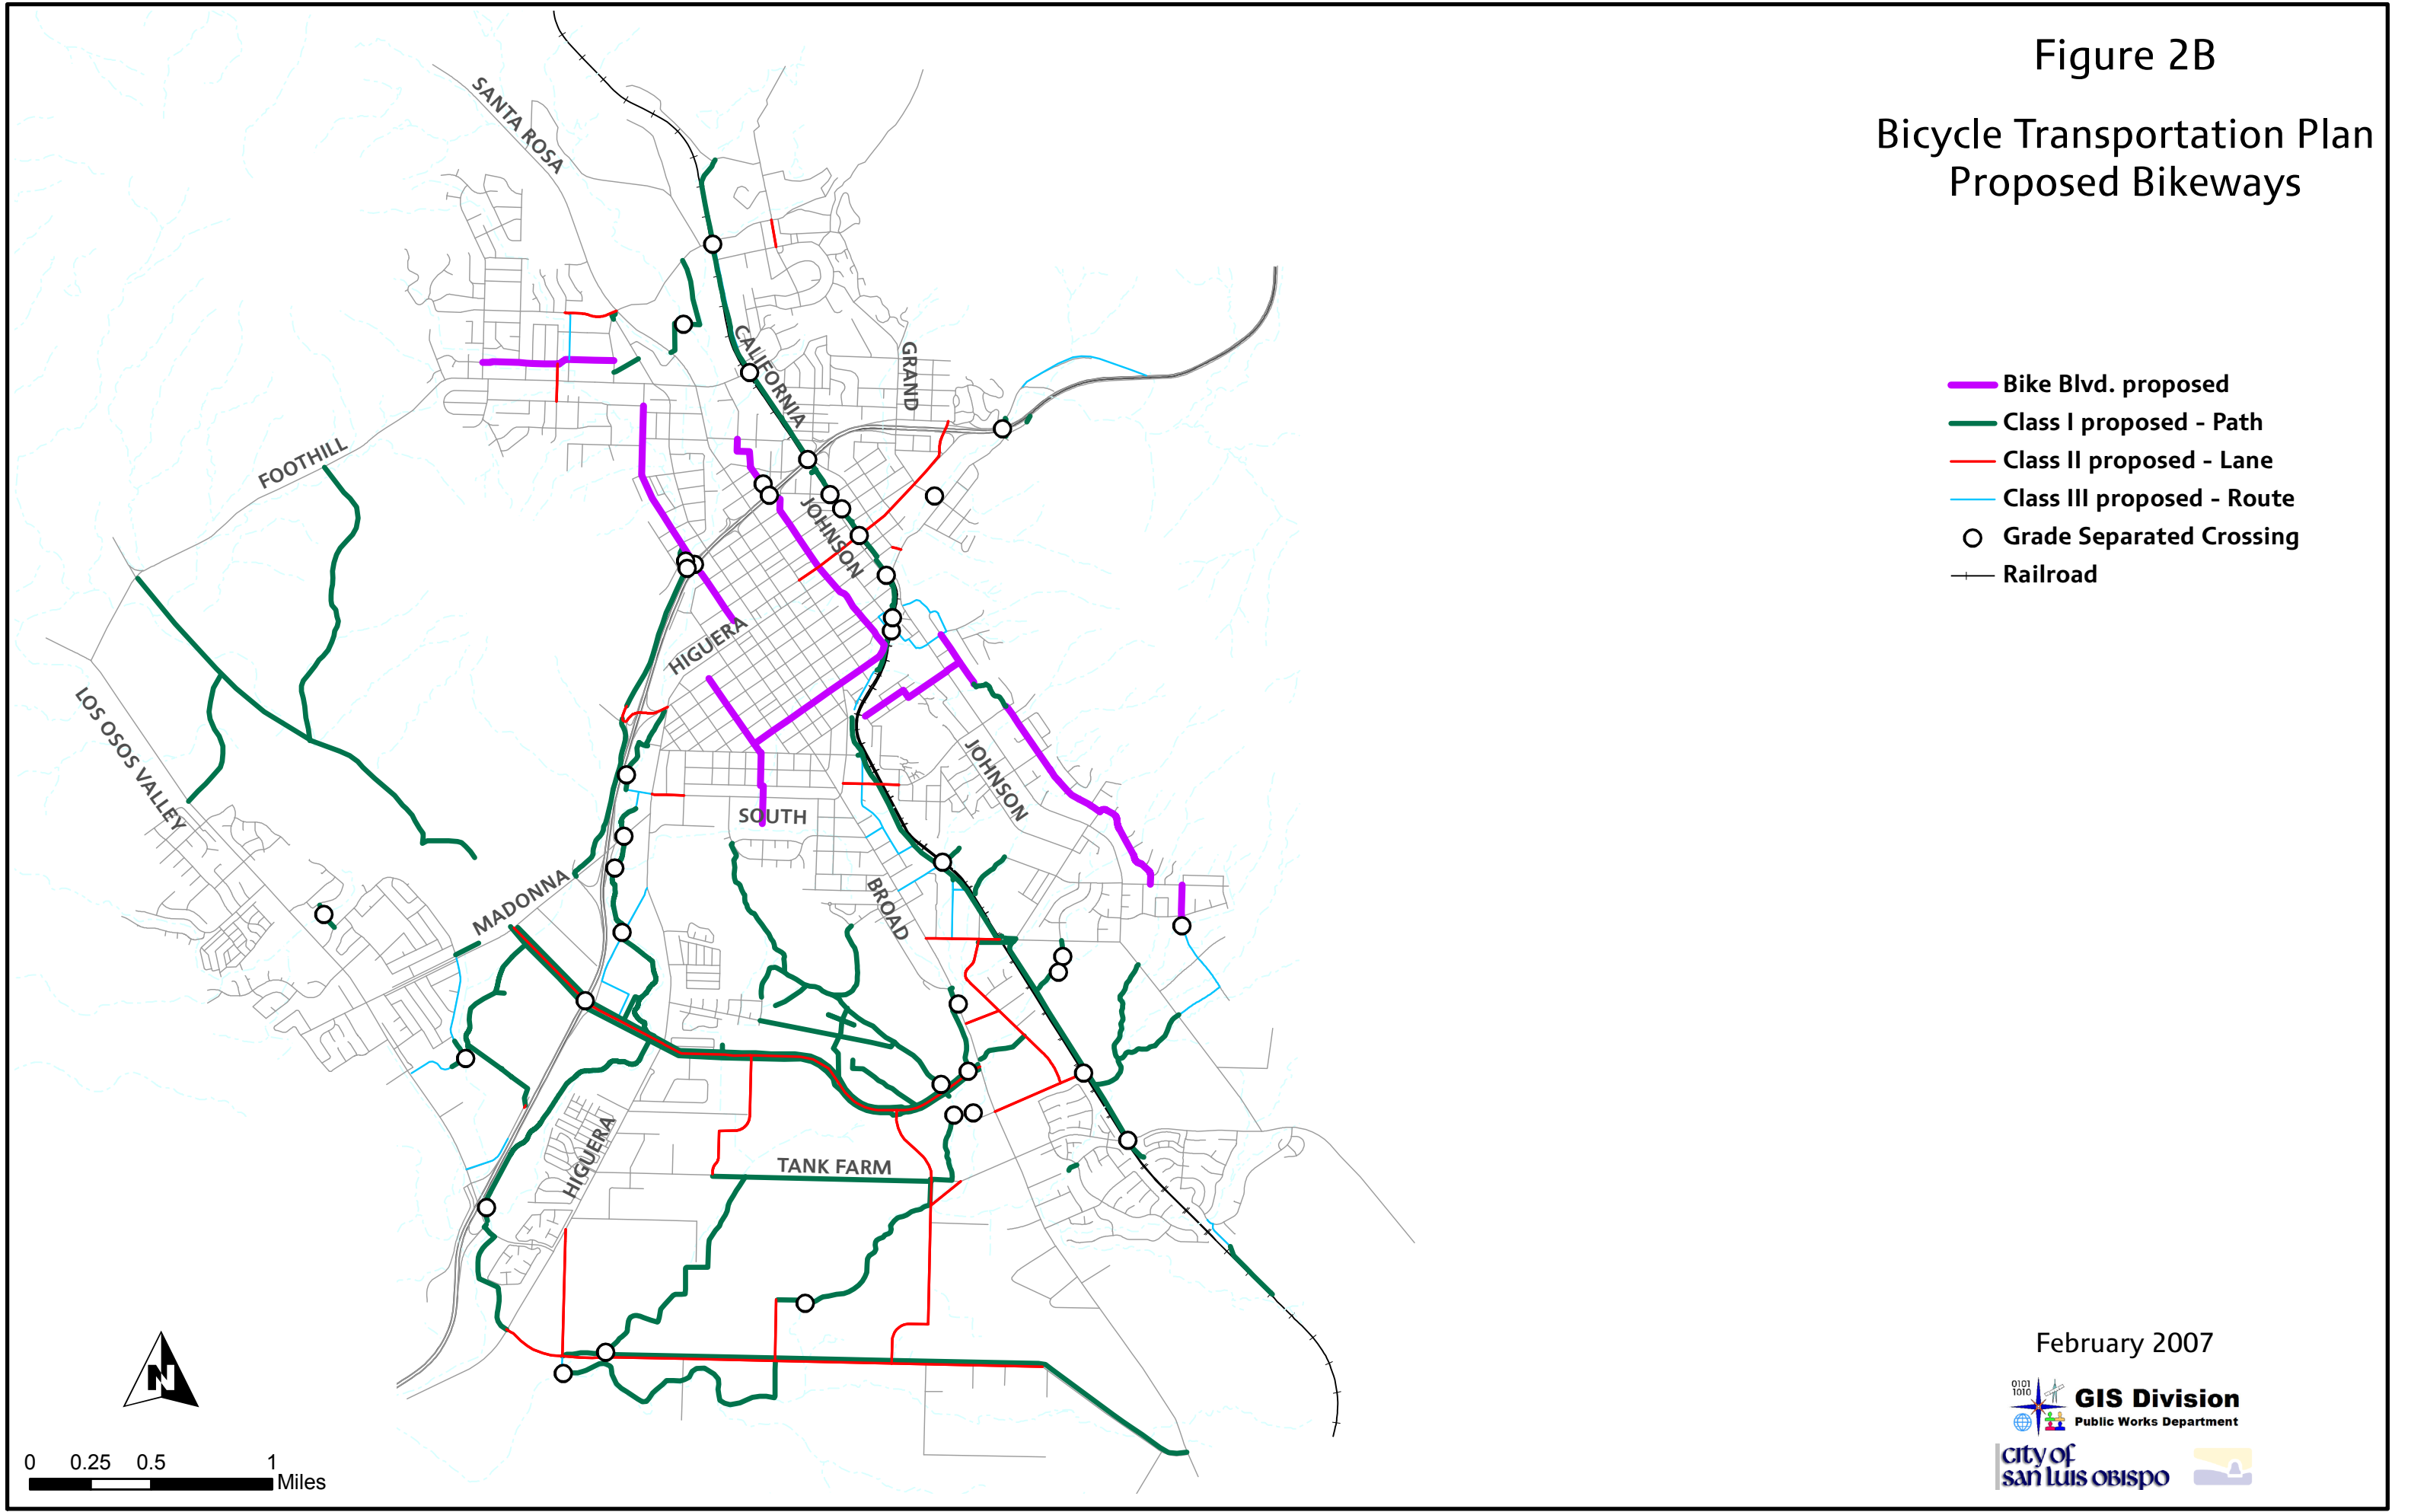 Figure 2B
Bicycle Transportation Plan
Proposed Bikeways
SANTA ROSA
CALIFORNIA
GRAND
FOOTHILL
JOHNSON
HIGUERA
LOS OSOS VALLEY
JOHNSON
SOUTH
MADONNA
BROAD
HIGUERA
TANK FARM
Bike Blvd. proposed
Class I proposed - Path
Class II proposed - Lane
Class III proposed - Route
Grade Separated Crossing
Railroad
N
0 0.25 0.5 1
Miles
February 2007
0101
1010
GIS Division
Public Works Department
city of
san luis obispo